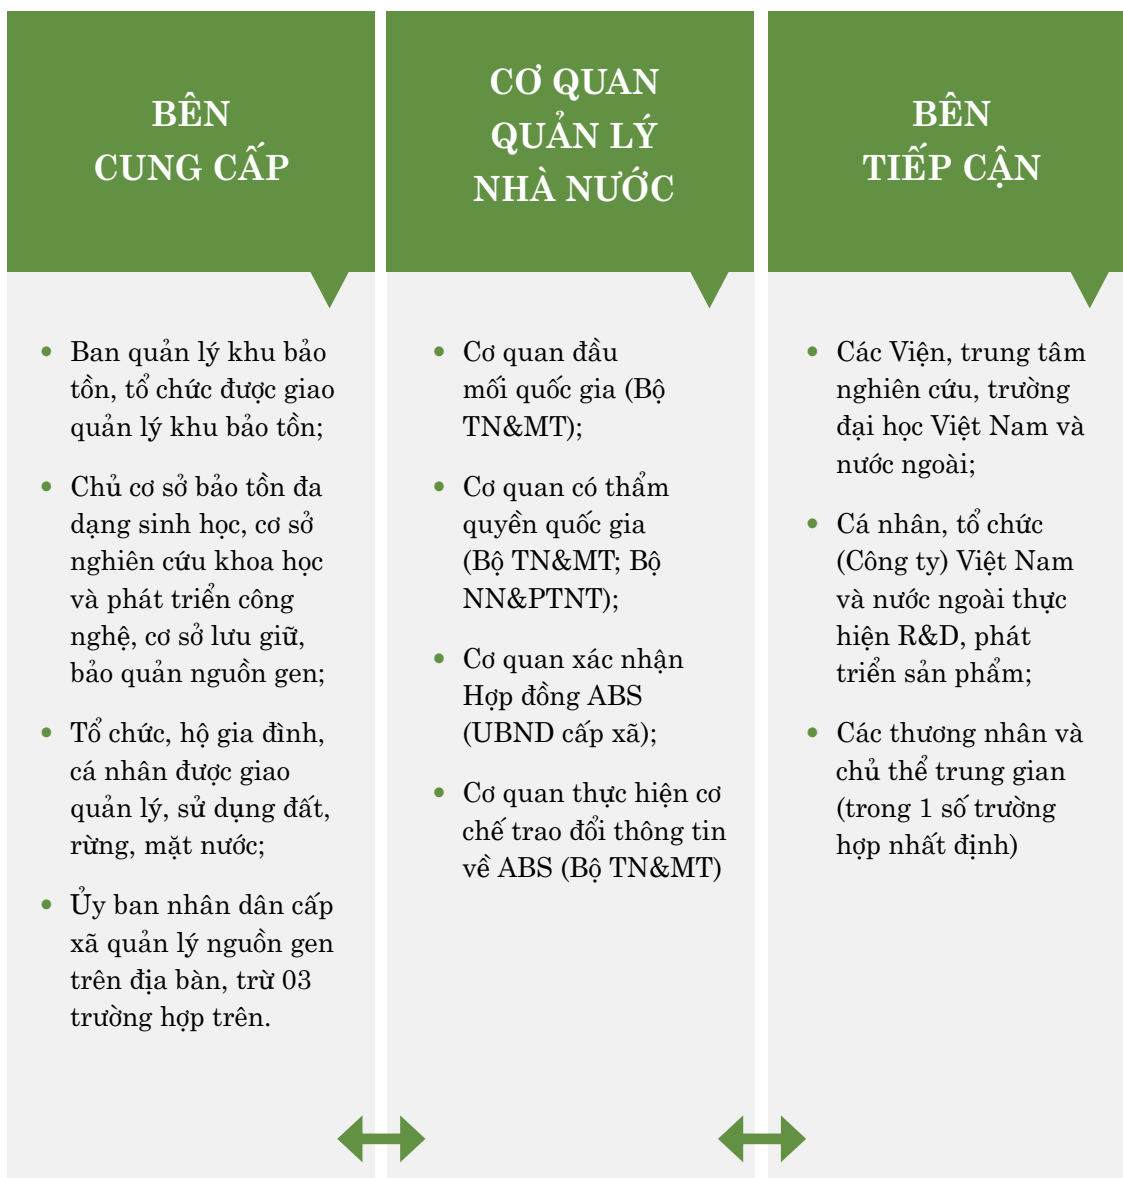 BÊN
CUNG CẤP
• Ban quản lý khu bảo
tồn, tổ chức được giao
quản lý khu bảo tồn;
• Chủ cơ sở bảo tồn đa
dạng sinh học, cơ sở
nghiên cứu khoa học
và phát triển công
nghệ, cơ sở lưu giữ,
bảo quản nguồn gen;
• Tổ chức, hộ gia đình,
cá nhân được giao
quản lý, sử dụng đất,
rừng, mặt nước;
• Ủy ban nhân dân cấp
xã quản lý nguồn gen
trên địa bàn, trừ 03
trường hợp trên.
CƠ QUAN
QUẢN LÝ
NHÀ NƯỚC
• Cơ quan đầu
mối quốc gia (Bộ
TN&MT);
• Cơ quan có thẩm
quyền quốc gia
(Bộ TN&MT; Bộ
NN&PTNT);
• Cơ quan xác nhận
Hợp đồng ABS
(UBND cấp xã);
• Cơ quan thực hiện cơ
chế trao đổi thông tin
về ABS (Bộ TN&MT)
BÊN
TIẾP CẬN
• Các Viện, trung tâm
nghiên cứu, trường
đại học Việt Nam và
nước ngoài;
• Cá nhân, tổ chức
(Công ty) Việt Nam
và nước ngoài thực
hiện R&D, phát
triển sản phẩm;
• Các thương nhân và
chủ thể trung gian
(trong 1 số trường
hợp nhất định)